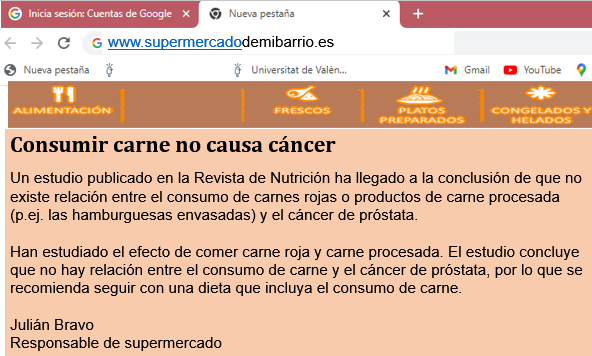 Inicia sesión: Cuentas de Google
Nueva pestaña
www.supermercadodemibarrio.es
Nueva pestaña
Universitat de Valèn...
Gmail
YouTube
ALIMENTACIÓN
FRESCOS
PLATOS PREPARADOS
CONGELADOS Y HELADOS
Consumir carne no causa cáncer
Un estudio publicado en la Revista de Nutrición ha llegado a la conclusión de que no
existe relación entre el consumo de carnes rojas o productos de carne procesada
(p.ej. las hamburguesas envasadas) y el cáncer de próstata.
Han estudiado el efecto de comer carne roja y carne procesada. El estudio concluye
que no hay relación entre el consumo de carne y el cáncer de próstata, por lo que se
recomienda seguir con una dieta que incluya el consumo de carne.
Julián Bravo
Responsable de supermercado